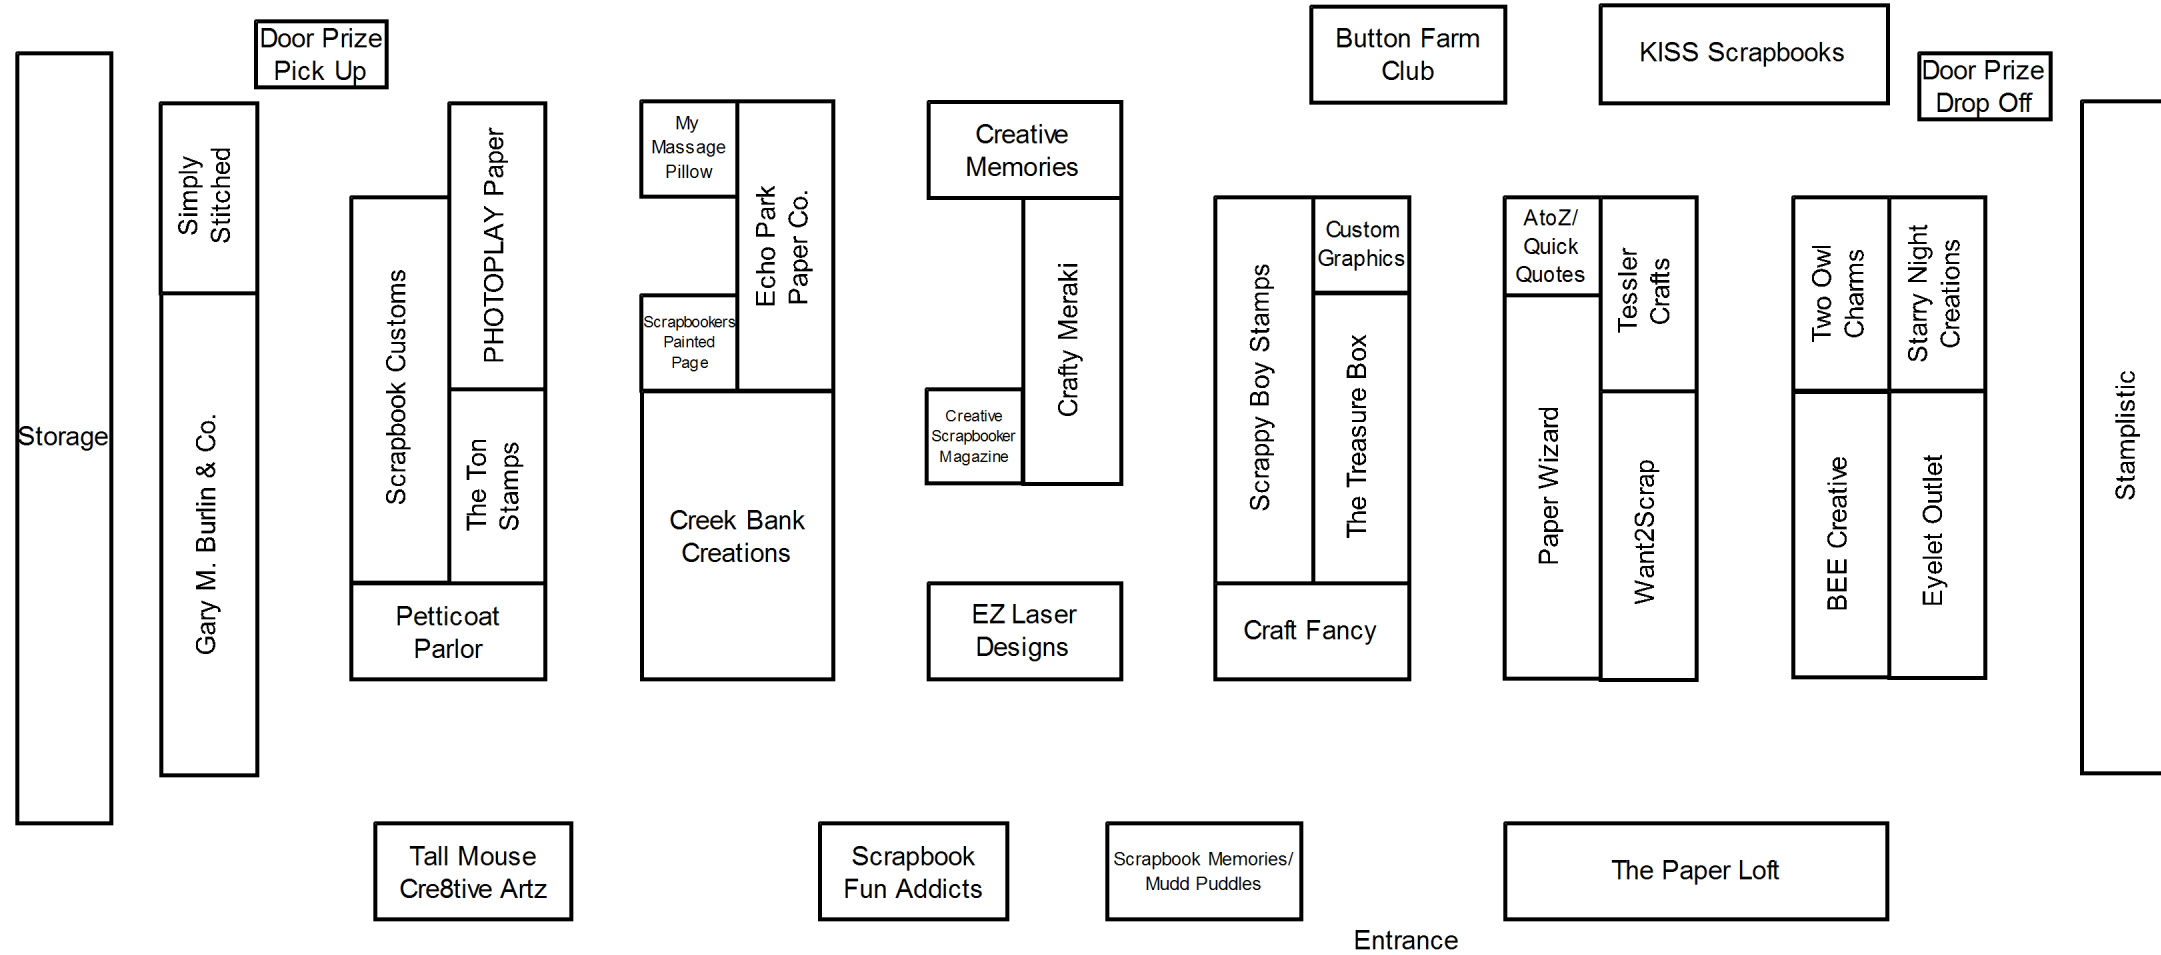 Door Prize
Pick Up
Button Farm
Club
KISS Scrapbooks
Door Prize
Drop Off
Storage
Simply
Stitched
Gary M. Burlin & Co.
Scrapbook Customs
PHOTOPLAY Paper
The Ton
Stamps
Petticoat
Parlor
My
Massage
Pillow
Echo Park
Paper Co.
Scrapbookers
Painted
Page
Creek Bank
Creations
Creative
Memories
Crafty Meraki
Creative
Scrapbooker
Magazine
EZ Laser
Designs
Scrappy Boy Stamps
Custom
Graphics
The Treasure Box
Craft Fancy
AtoZ/
Quick
Quotes
Tessler
Crafts
Paper Wizard
Want2Scrap
Two Owl
Charms
Starry Night
Creations
BEE Creative
Eyelet Outlet
Stamplistic
Tall Mouse
Cre8tive Artz
Scrapbook
Fun Addicts
Scrapbook Memories/
Mudd Puddles
The Paper Loft
Entrance